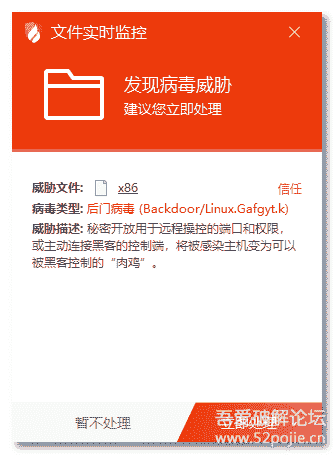 文件实时监控
发现病毒威胁
建议您立即处理
威胁文件: x86 信任
病毒类型: 后门病毒 (Backdoor/Linux.Gafgyt.k)
威胁描述: 秘密开放用于远程操控的端口和权限，
或主动连接黑客的控制端，将被感染主机变为可以
被黑客控制的“肉鸡”。
暂不处理 立即处理
吾爱破解论坛
www.52pojie.cn